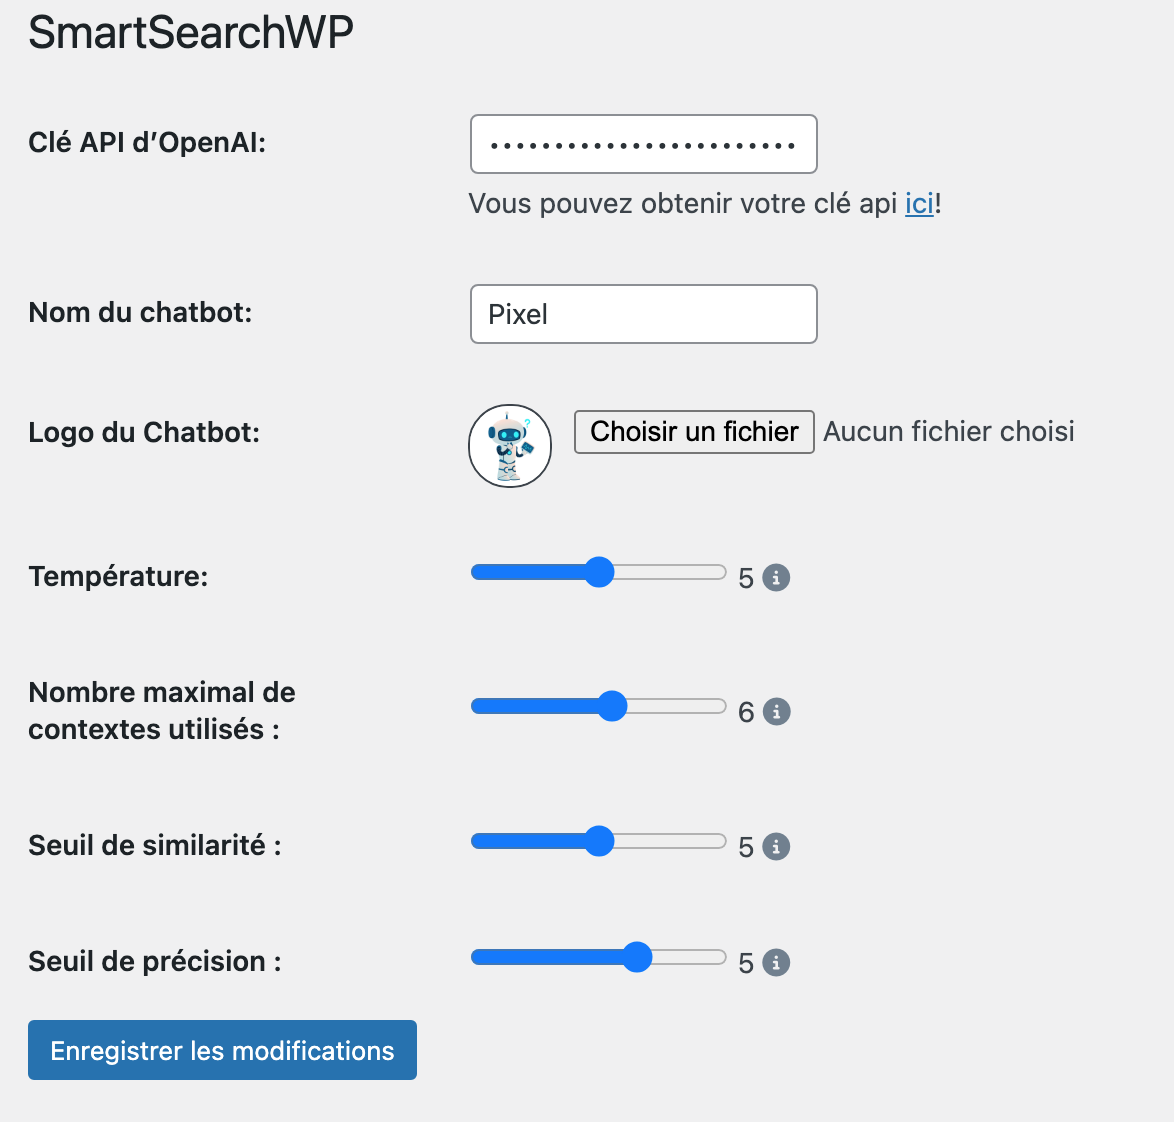 SmartSearchWP
Clé API d’OpenAI:
••••••••••••••••••••••••
Vous pouvez obtenir votre clé api ici!
Nom du chatbot:
Pixel
Logo du Chatbot:
Choisir un fichier Aucun fichier choisi
Température:
5
Nombre maximal de
contextes utilisés :
6
Seuil de similarité :
5
Seuil de précision :
5
Enregistrer les modifications